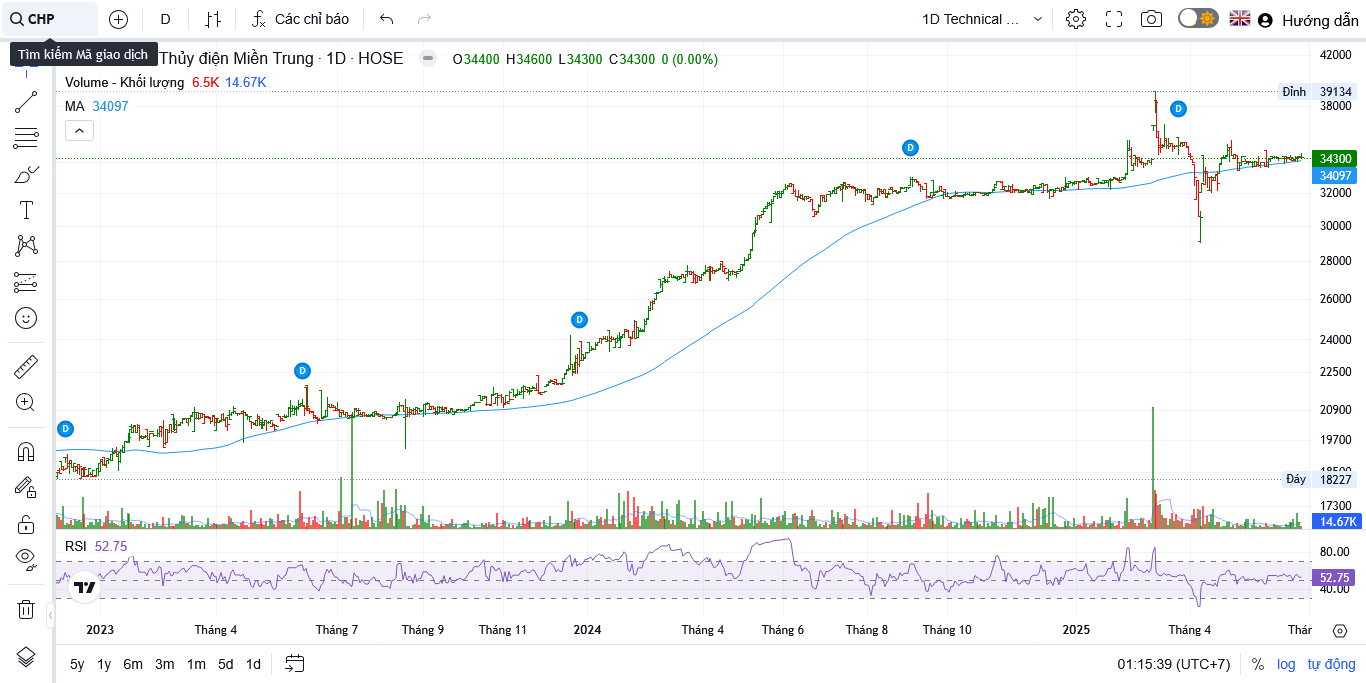 CHP
D
Các chỉ báo
1D Technical ...
Hướng dẫn
Tìm kiếm Mã giao dịch
Thủy điện Miền Trung · 1D · HOSE
O34400 H34600 L34300 C34300 0 (0.00%)
Volume - Khối lượng 6.5K 14.67K
MA 34097
42000
Đỉnh 39134
38000
34300
34097
32000
30000
28000
26000
24000
22500
20900
19700
18500
Đáy 18227
17300
14.67K
D
D
D
D
D
RSI 52.75
80.00
52.75
40.00
2023 Tháng 4 Tháng 7 Tháng 9 Tháng 11 2024 Tháng 4 Tháng 6 Tháng 8 Tháng 10 2025 Tháng 4 Thár
5y 1y 6m 3m 1m 5d 1d
01:15:39 (UTC+7) % log tự động